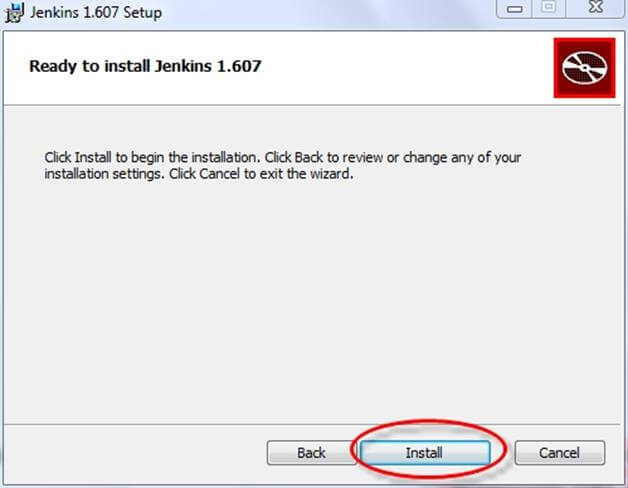 Jenkins 1.607 Setup
Ready to install Jenkins 1.607
Click Install to begin the installation. Click Back to review or change any of your
installation settings. Click Cancel to exit the wizard.
Back Install Cancel